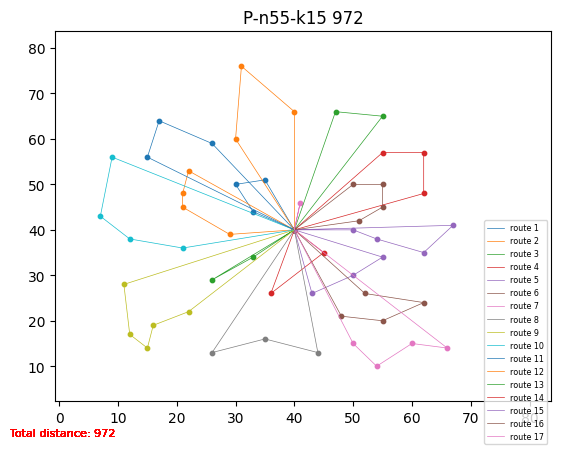 P-n55-k15 972
80
70
60
50
40
30
20
10
0
10
20
30
40
50
60
70
80
route 1
route 2
route 3
route 4
route 5
route 6
route 7
route 8
route 9
route 10
route 11
route 12
route 13
route 14
route 15
route 16
route 17
Total distance: 972